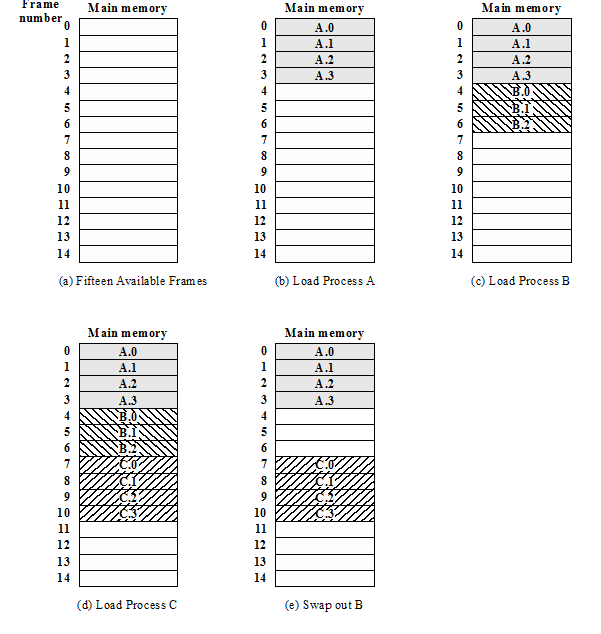 Frame
number
Main memory
0
1
2
3
4
5
6
7
8
9
10
11
12
13
14
(a) Fifteen Available Frames
Main memory
0 A.0
1 A.1
2 A.2
3 A.3
4
5
6
7
8
9
10
11
12
13
14
(b) Load Process A
Main memory
0 A.0
1 A.1
2 A.2
3 A.3
4 B.0
5 B.1
6 B.2
7
8
9
10
11
12
13
14
(c) Load Process B
Main memory
0 A.0
1 A.1
2 A.2
3 A.3
4 B.0
5 B.1
6 B.2
7 C.0
8 C.1
9 C.2
10 C.3
11
12
13
14
(d) Load Process C
Main memory
0 A.0
1 A.1
2 A.2
3 A.3
4
5
6
7 C.0
8 C.1
9 C.2
10 C.3
11
12
13
14
(e) Swap out B